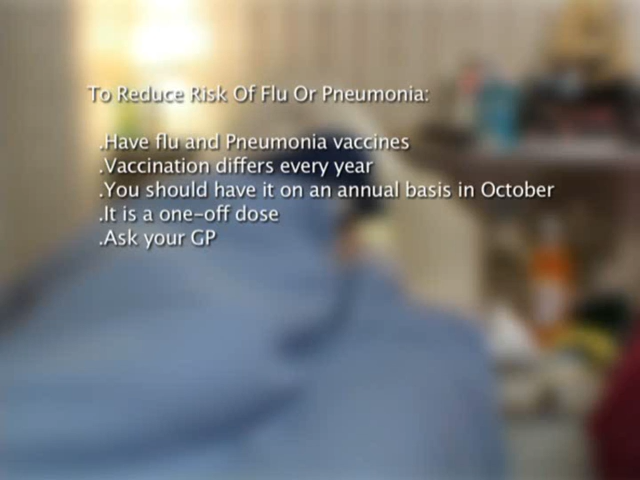 To Reduce Risk Of Flu Or Pneumonia:
.Have flu and Pneumonia vaccines
.Vaccination differs every year
.You should have it on an annual basis in October
.It is a one-off dose
.Ask your GP